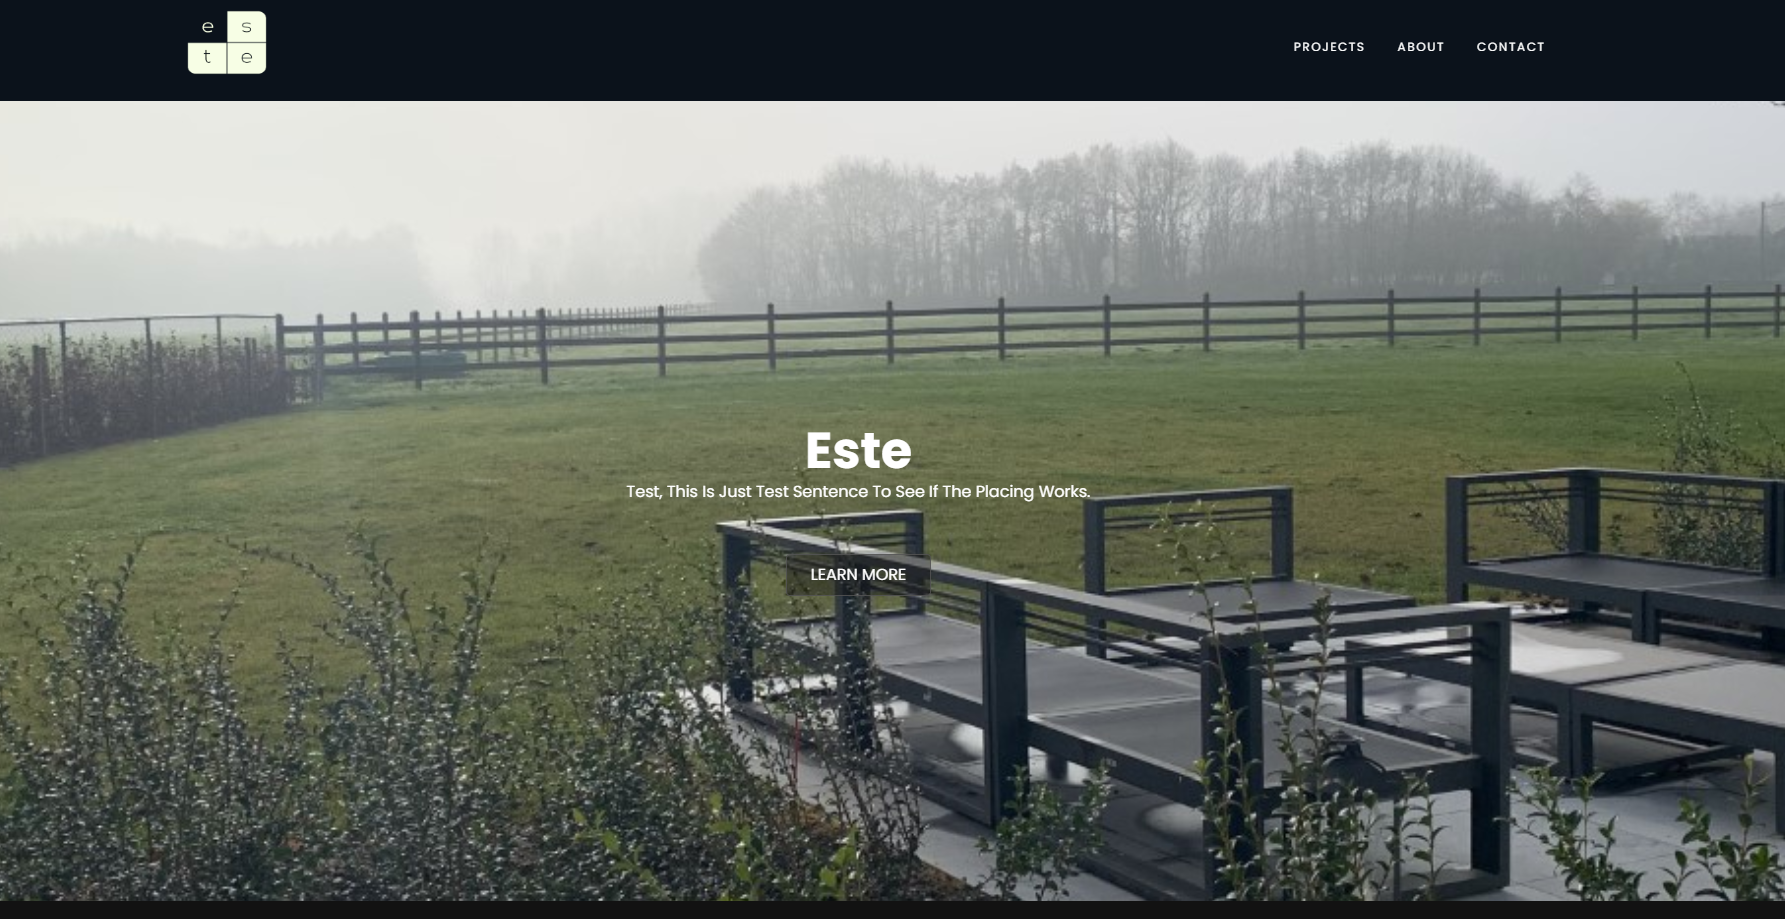 e s
t e
PROJECTS ABOUT CONTACT
Este
Test, This Is Just Test Sentence To See If The Placing Works.
LEARN MORE